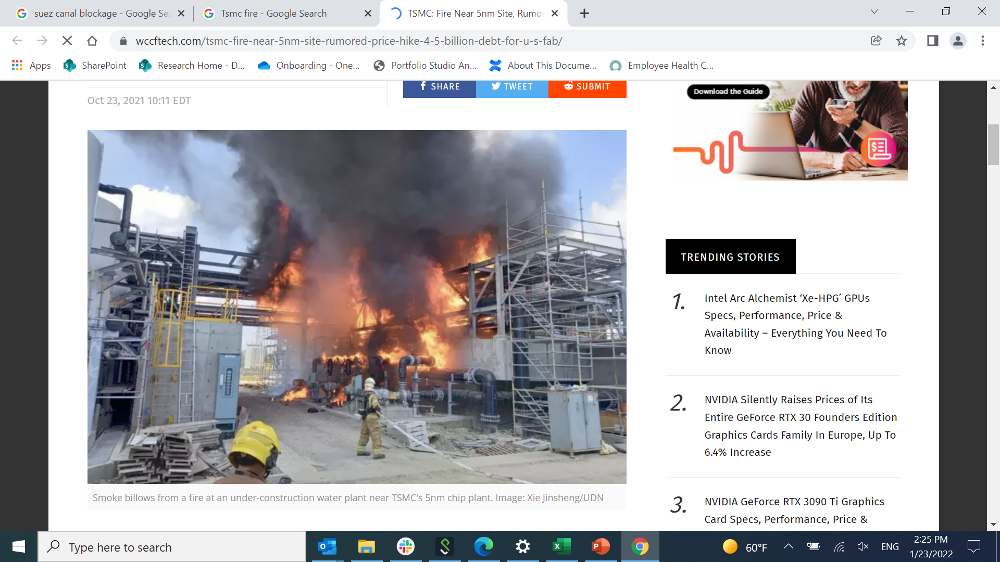 suez canal blockage - Google Sea
Tsmc fire - Google Search
TSMC: Fire Near 5nm Site, Rumor
wccftech.com/tsmc-fire-near-5nm-site-rumored-price-hike-4-5-billion-debt-for-u-s-fab/
Apps
SharePoint
Research Home - D...
Onboarding - One...
Portfolio Studio An...
About This Docume...
Employee Health C...
SHARE
TWEET
SUBMIT
Oct 23, 2021 10:11 EDT
Download the Guide
Smoke billows from a fire at an under-construction water plant near TSMC's 5nm chip plant. Image: Xie Jinsheng/UDN
TRENDING STORIES
1.
Intel Arc Alchemist ‘Xe-HPG’ GPUs
Specs, Performance, Price &
Availability – Everything You Need To
Know
2.
NVIDIA Silently Raises Prices of Its
Entire GeForce RTX 30 Founders Edition
Graphics Cards Family In Europe, Up To
6.4% Increase
3.
NVIDIA GeForce RTX 3090 Ti Graphics
Card Specs, Performance, Price &
Type here to search
60°F
ENG
2:25 PM
1/23/2022